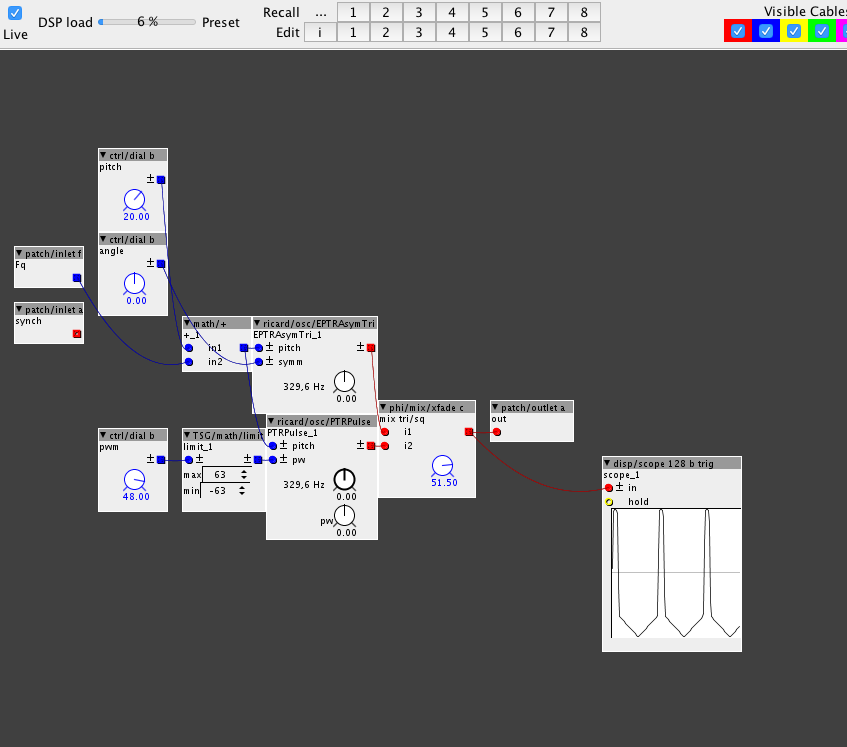 Live
DSP load 6 % Preset
Recall ... 1 2 3 4 5 6 7 8
Edit i 1 2 3 4 5 6 7 8
Visible Cables
ctrl/dial b
pitch
±
20.00
ctrl/dial b
angle
±
0.00
patch/inlet f
Fq
patch/inlet a
synch
math/+
+_1
in1
in2
ricard/osc/EPTRAsymTri
EPTRAsymTri_1
± pitch ±
± symm
329,6 Hz
0.00
ctrl/dial b
pwm
±
48.00
TSG/math/limit
limit_1
± ±
max 63
min -63
ricard/osc/PTRPulse
PTRPulse_1
± pitch ±
± pw
329,6 Hz
0.00
pw
0.00
phi/mix/xfade c
mix tri/sq
i1
i2
51.50
patch/outlet a
out
disp/scope 128 b trig
scope_1
± in
hold